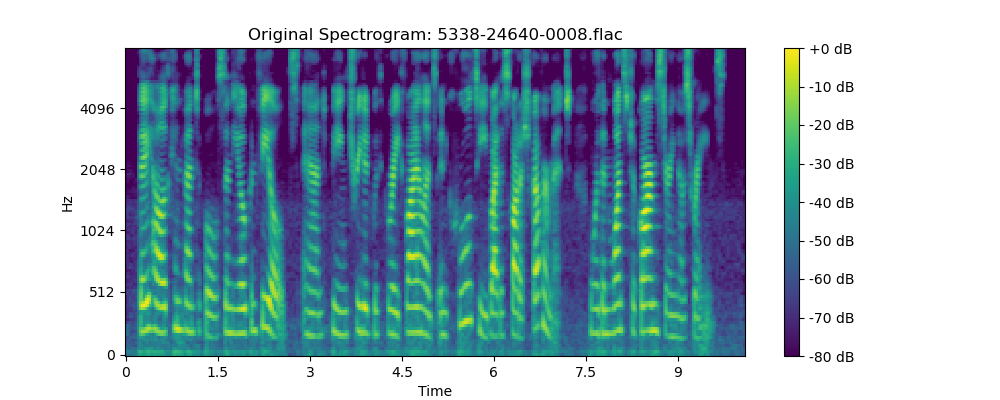 Original Spectrogram: 5338-24640-0008.flac
Hz
4096
2048
1024
512
0
0 1.5 3 4.5 6 7.5 9
Time
+0 dB
-10 dB
-20 dB
-30 dB
-40 dB
-50 dB
-60 dB
-70 dB
-80 dB